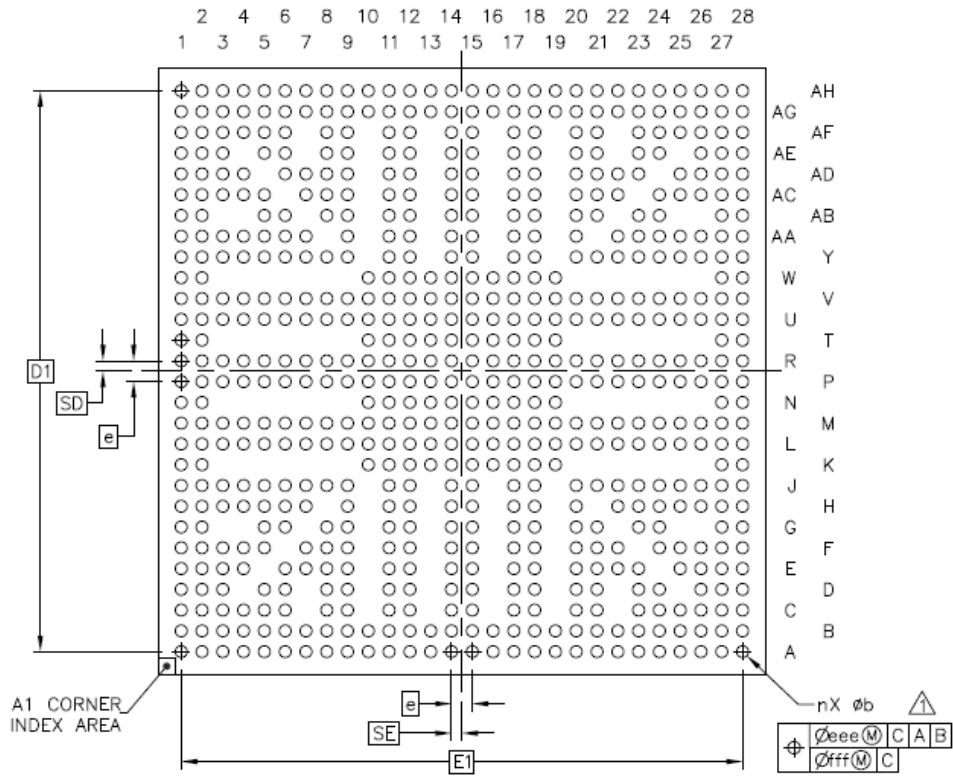 2 4 6 8 10 12 14 16 18 20 22 24 26 28
1 3 5 7 9 11 13 15 17 19 21 23 25 27
AH
AG
AF
AE
AD
AC
AB
AA
Y
W
V
U
T
R
P
N
M
L
K
J
H
G
F
E
D
C
B
A
D1
SD
e
A1 CORNER
INDEX AREA
e
SE
E1
nX øb 1
Øeee Ⓜ C A B
Øfff Ⓜ C